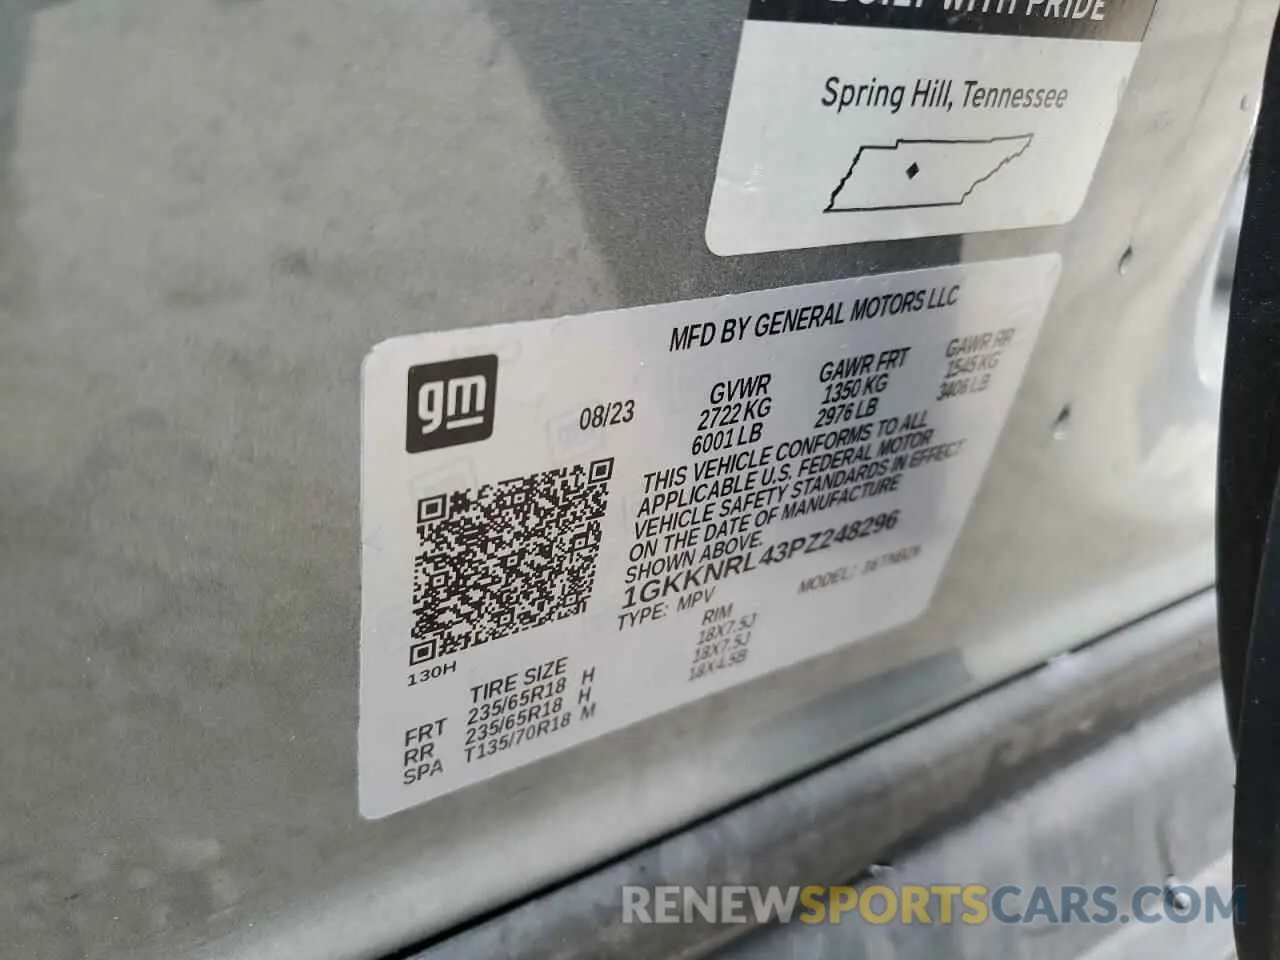 BUILT WITH PRIDE
Spring Hill, Tennessee
MFD BY GENERAL MOTORS LLC
gm
08/23
GVWR GAWR FRT GAWR RR
2722 KG 1350 KG 1545 KG
6001 LB 2976 LB 3406 LB
THIS VEHICLE CONFORMS TO ALL
APPLICABLE U.S. FEDERAL MOTOR
VEHICLE SAFETY STANDARDS IN EFFECT
ON THE DATE OF MANUFACTURE
SHOWN ABOVE.
1GKKNRL43PZ248296
TYPE: MPV MODEL:
130H
TIRE SIZE RIM
FRT 235/65R18 H 18X7.5J
RR 235/65R18 H 18X7.5J
SPA T135/70R18 M 18X4.5B
RENEWSPORTSCARS.COM